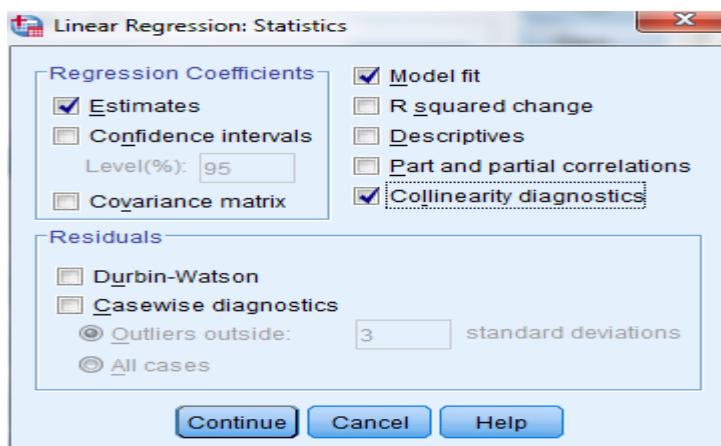 Linear Regression: Statistics
Regression Coefficients
Estimates
Confidence intervals
Level(%): 95
Covariance matrix
Model fit
R squared change
Descriptives
Part and partial correlations
Collinearity diagnostics
Residuals
Durbin-Watson
Casewise diagnostics
Outliers outside: 3 standard deviations
All cases
Continue Cancel Help